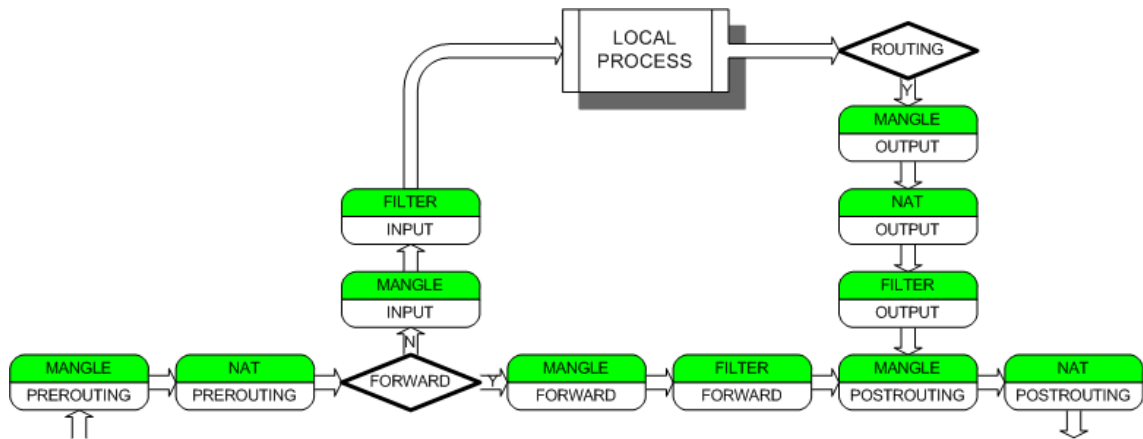 LOCAL
PROCESS
ROUTING
Y
MANGLE
OUTPUT
FILTER
INPUT
NAT
OUTPUT
MANGLE
INPUT
FILTER
OUTPUT
N
MANGLE
PREROUTING
NAT
PREROUTING
FORWARD
Y
MANGLE
FORWARD
FILTER
FORWARD
MANGLE
POSTROUTING
NAT
POSTROUTING